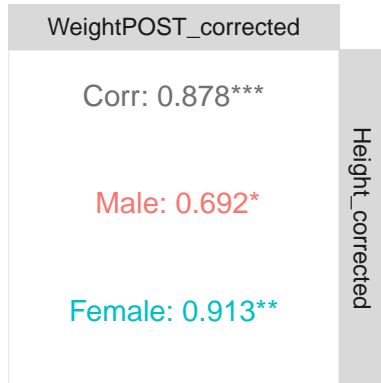 WeightPOST_corrected
Corr: 0.878***
Male: 0.692*
Female: 0.913**
Height_corrected